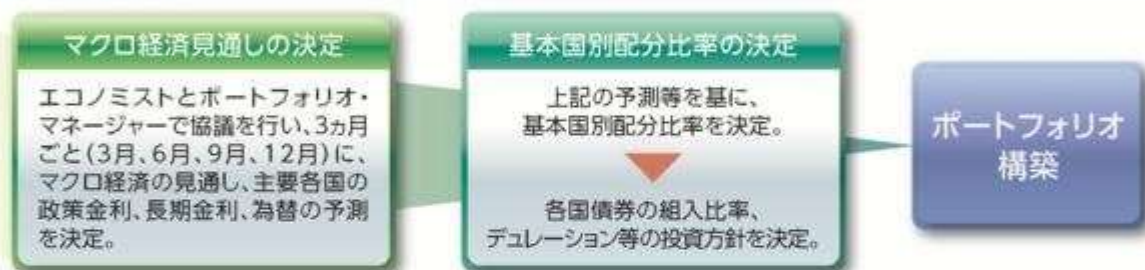 マクロ経済見通しの決定
エコノミストとポートフォリオ・
マネージャーで協議を行い、3ヵ月
ごと(3月、6月、9月、12月)に、
マクロ経済の見通し、主要各国の
政策金利、長期金利、為替の予測
を決定。
基本国別配分比率の決定
上記の予測等を基に、
基本国別配分比率を決定。
各国債券の組入比率、
デュレーション等の投資方針を決定。
ポートフォリオ
構築